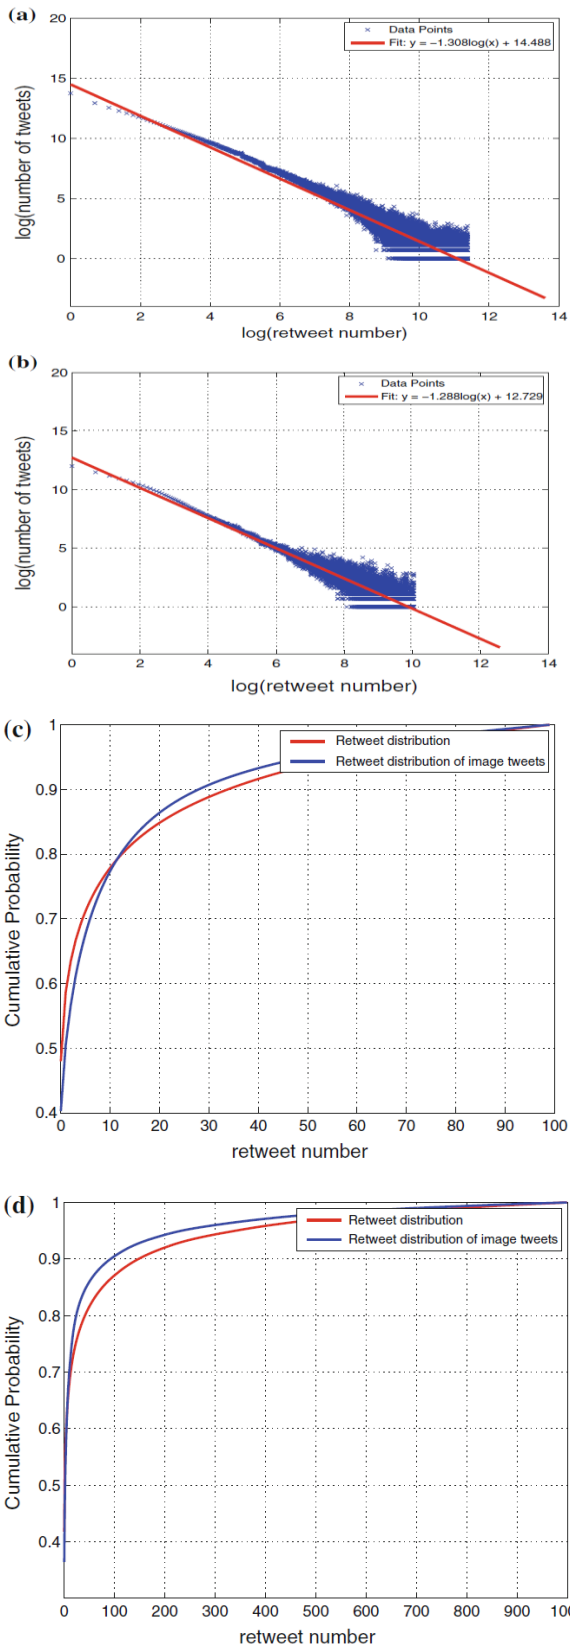 (a)
20
15
10
5
0
log(number of tweets)
Data Points
Fit: y = −1.308log(x) + 14.488
0 2 4 6 8 10 12 14
log(retweet number)
(b)
20
15
10
5
0
log(number of tweets)
Data Points
Fit: y = −1.288log(x) + 12.729
0 2 4 6 8 10 12 14
log(retweet number)
(c)
1
0.9
0.8
0.7
0.6
0.5
0.4
Cumulative Probability
Retweet distribution
Retweet distribution of image tweets
0 10 20 30 40 50 60 70 80 90 100
retweet number
(d)
1
0.9
0.8
0.7
0.6
0.5
0.4
Cumulative Probability
Retweet distribution
Retweet distribution of image tweets
0 100 200 300 400 500 600 700 800 900 100
retweet number